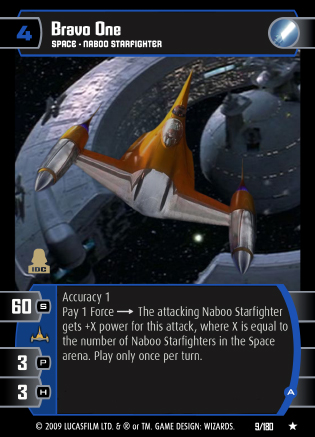 4
Bravo One
SPACE • NABOO STARFIGHTER
IDC
60 S
Accuracy 1
Pay 1 Force → The attacking Naboo Starfighter
gets +X power for this attack, where X is equal to
the number of Naboo Starfighters in the Space
arena. Play only once per turn.
3 P
3 H
A
© 2009 LUCASFILM LTD. & ® or TM. GAME DESIGN: WIZARDS. 9/180 ★